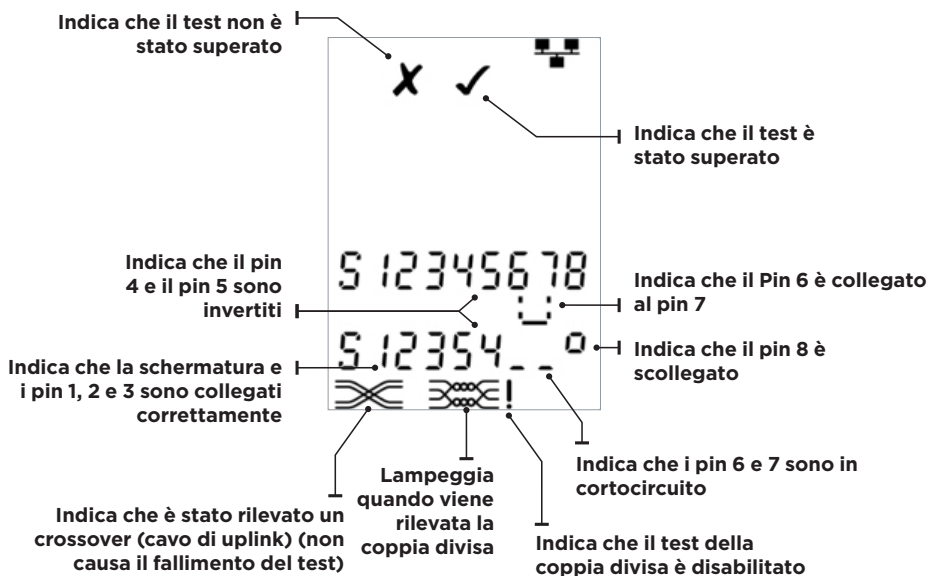 Indica che il test non è
stato superato
Indica che il test è
stato superato
Indica che il pin
4 e il pin 5 sono
invertiti
S12345678
Indica che il Pin 6 è collegato
al pin 7
S12354_ _ o
Indica che il pin 8 è
scollegato
Indica che la schermatura e
i pin 1, 2 e 3 sono collegati
correttamente
!
Indica che i pin 6 e 7 sono in
cortocircuito
Lampeggia
quando viene
rilevata la
coppia divisa
Indica che è stato rilevato un
crossover (cavo di uplink) (non
causa il fallimento del test)
Indica che il test della
coppia divisa è disabilitato